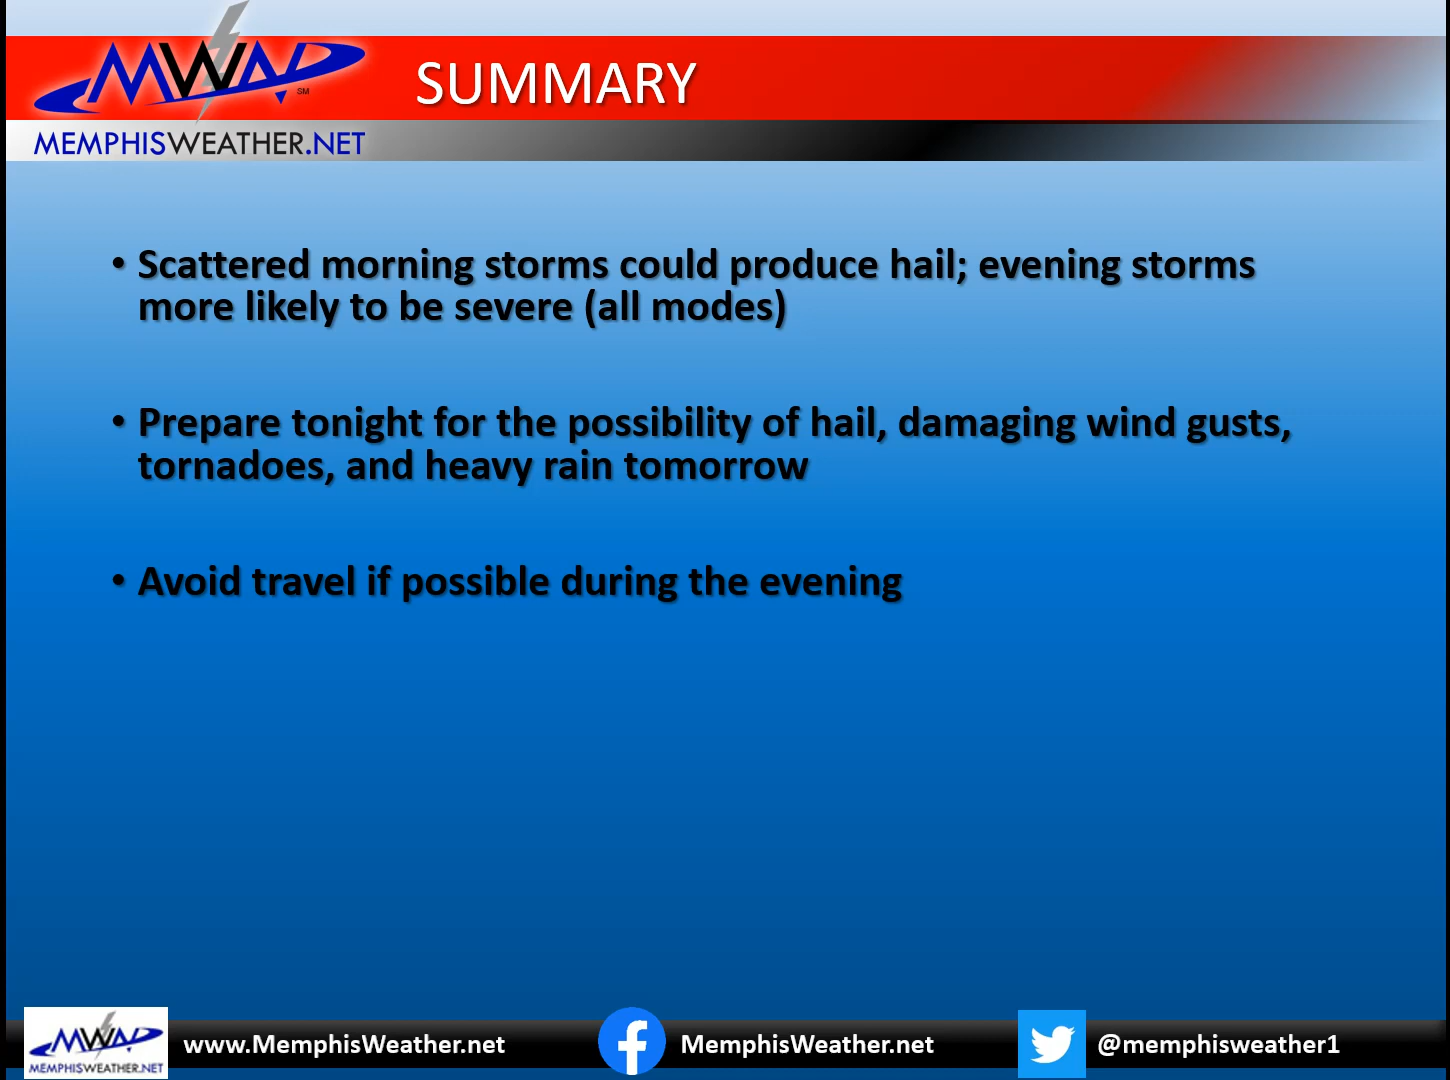 MWAP
SM
MEMPHISWEATHER.NET
SUMMARY
• Scattered morning storms could produce hail; evening storms
more likely to be severe (all modes)
• Prepare tonight for the possibility of hail, damaging wind gusts,
tornadoes, and heavy rain tomorrow
• Avoid travel if possible during the evening
MWAP
MEMPHISWEATHER.NET
www.MemphisWeather.net
MemphisWeather.net
@memphisweather1